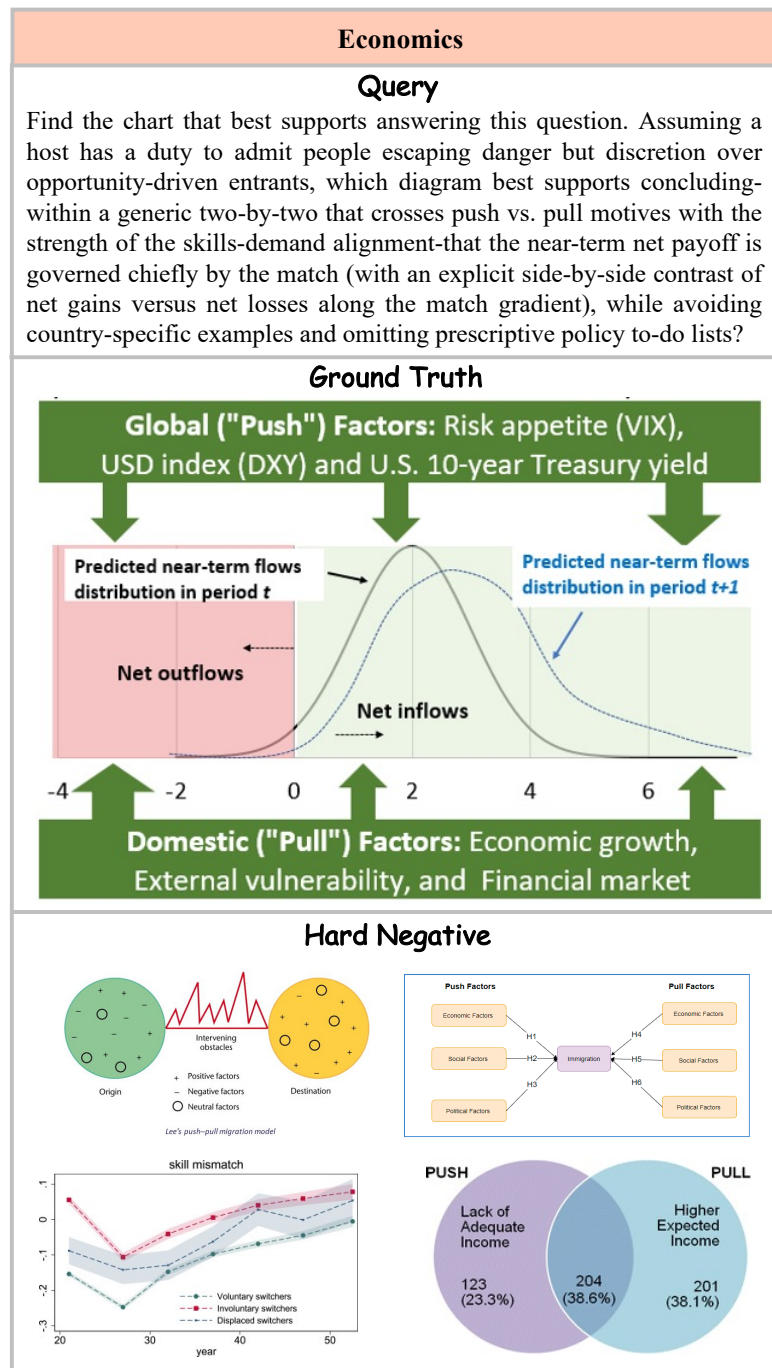 Economics
Query
Find the chart that best supports answering this question. Assuming a
host has a duty to admit people escaping danger but discretion over
opportunity-driven entrants, which diagram best supports concluding-
within a generic two-by-two that crosses push vs. pull motives with the
strength of the skills-demand alignment-that the near-term net payoff is
governed chiefly by the match (with an explicit side-by-side contrast of
net gains versus net losses along the match gradient), while avoiding
country-specific examples and omitting prescriptive policy to-do lists?
Ground Truth
Global ("Push") Factors: Risk appetite (VIX),
USD index (DXY) and U.S. 10-year Treasury yield
Predicted near-term flows
distribution in period t
Predicted near-term flows
distribution in period t+1
Net outflows
Net inflows
-4 -2 0 2 4 6
Domestic ("Pull") Factors: Economic growth,
External vulnerability, and Financial market
Hard Negative
Intervening
obstacles
+ Positive factors
– Negative factors
Neutral factors
Origin
Destination
Lee's push–pull migration model
Push Factors
Pull Factors
Economic Factors
Social Factors
Political Factors
H1
H2
H3
Immigration
H4
H5
H6
Economic Factors
Social Factors
Political Factors
skill mismatch
.1
0
-.1
-.2
-.3
Voluntary switchers
Involuntary switchers
Displaced switchers
20 30 40 50
year
PUSH
PULL
Lack of
Adequate
Income
123
(23.3%)
204
(38.6%)
Higher
Expected
Income
201
(38.1%)